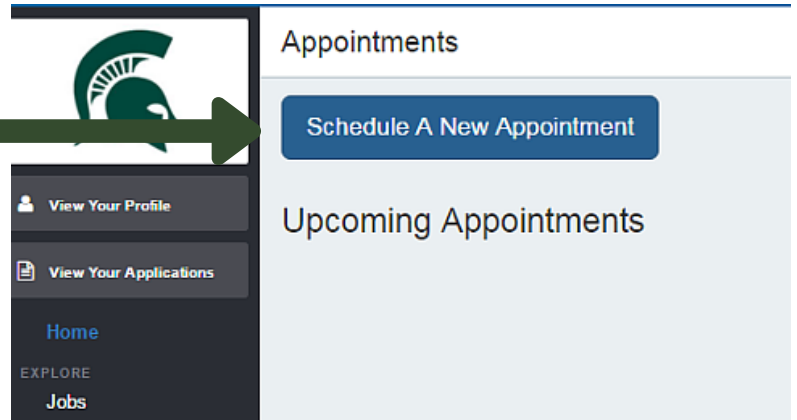 Appointments
Schedule A New Appointment
Upcoming Appointments
View Your Profile
View Your Applications
Home
EXPLORE
Jobs